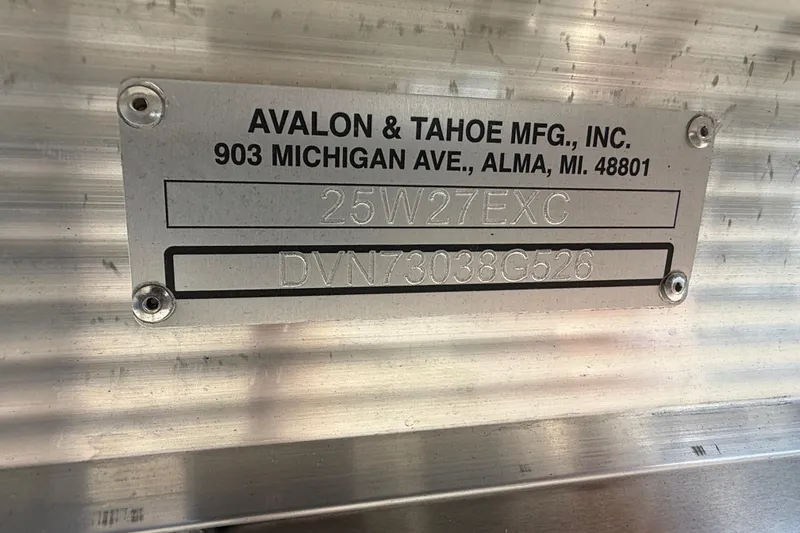 AVALON & TAHOE MFG., INC.
903 MICHIGAN AVE., ALMA, MI. 48801
25W27EXC
DVN73038G526